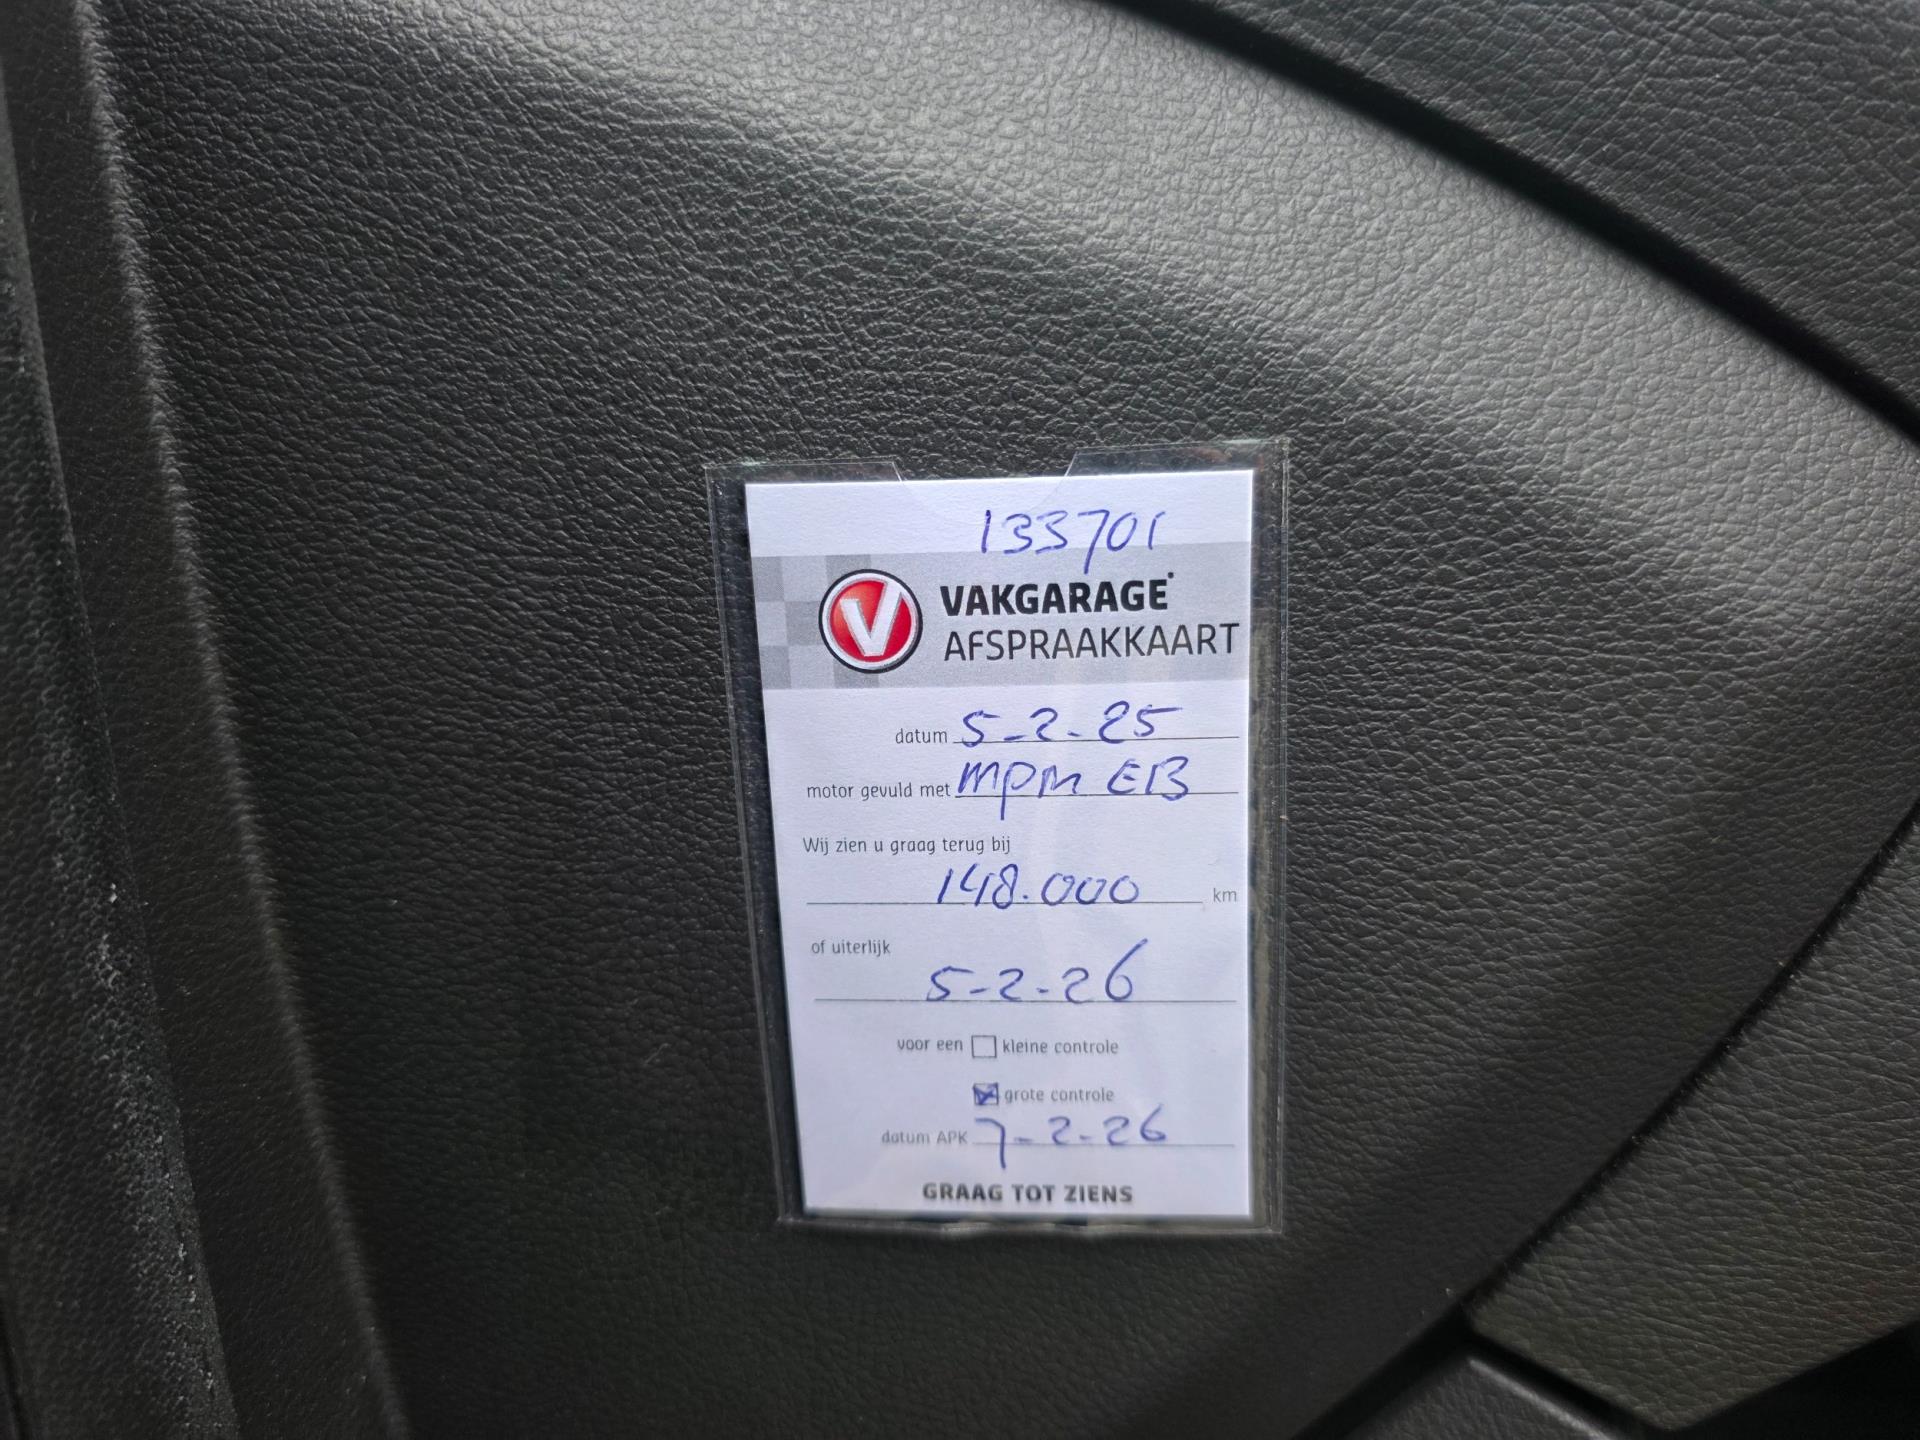 133701
V VAKGARAGE
AFSPRAAKKAART
datum 5-2-25
motor gevuld met MPM EB
Wij zien u graag terug bij
148.000 km
of uiterlijk
5-2-26
voor een kleine controle
grote controle
datum APK 7-2-26
GRAAG TOT ZIENS